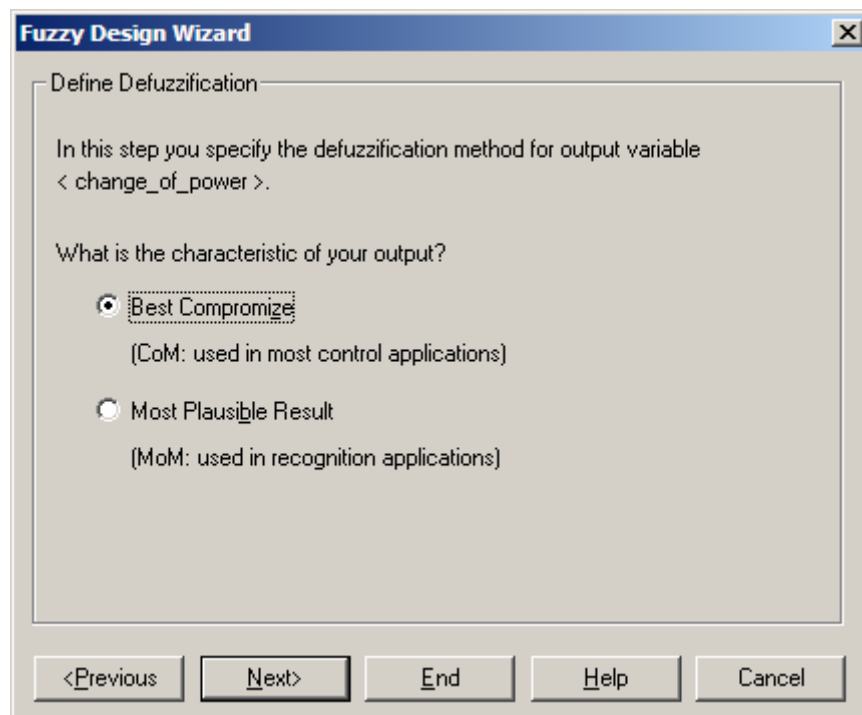 Fuzzy Design Wizard
Define Defuzzification
In this step you specify the defuzzification method for output variable
< change_of_power >.
What is the characteristic of your output?
Best Compromize
(CoM: used in most control applications)
Most Plausible Result
(MoM: used in recognition applications)
<Previous
Next>
End
Help
Cancel